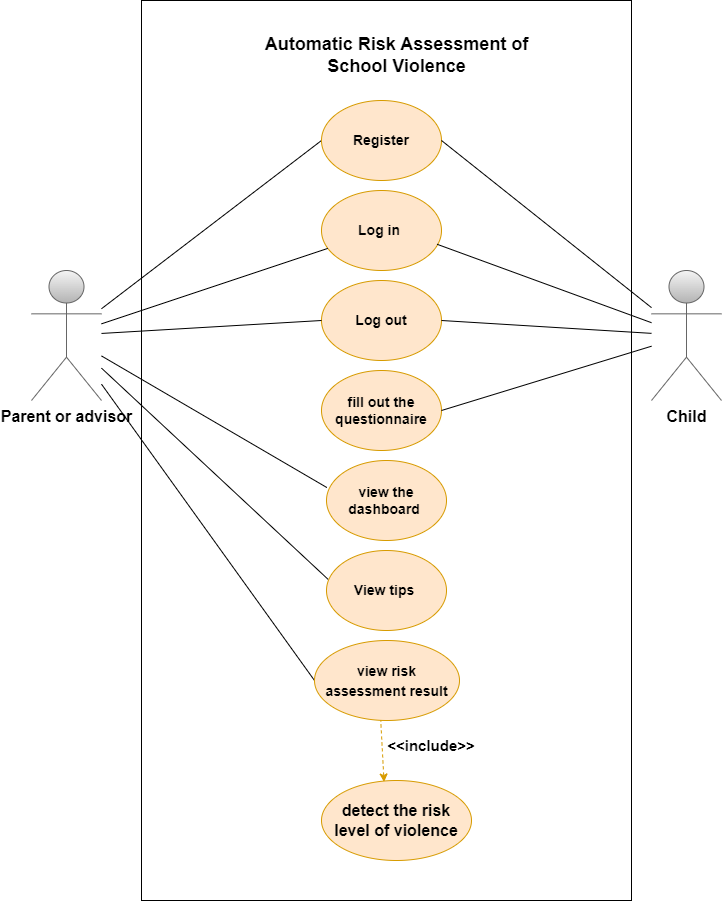 Automatic Risk Assessment of
School Violence
Register
Log in
Log out
fill out the
questionnaire
Parent or advisor
Child
view the
dashboard
View tips
view risk
assessment result
<<include>>
detect the risk
level of violence